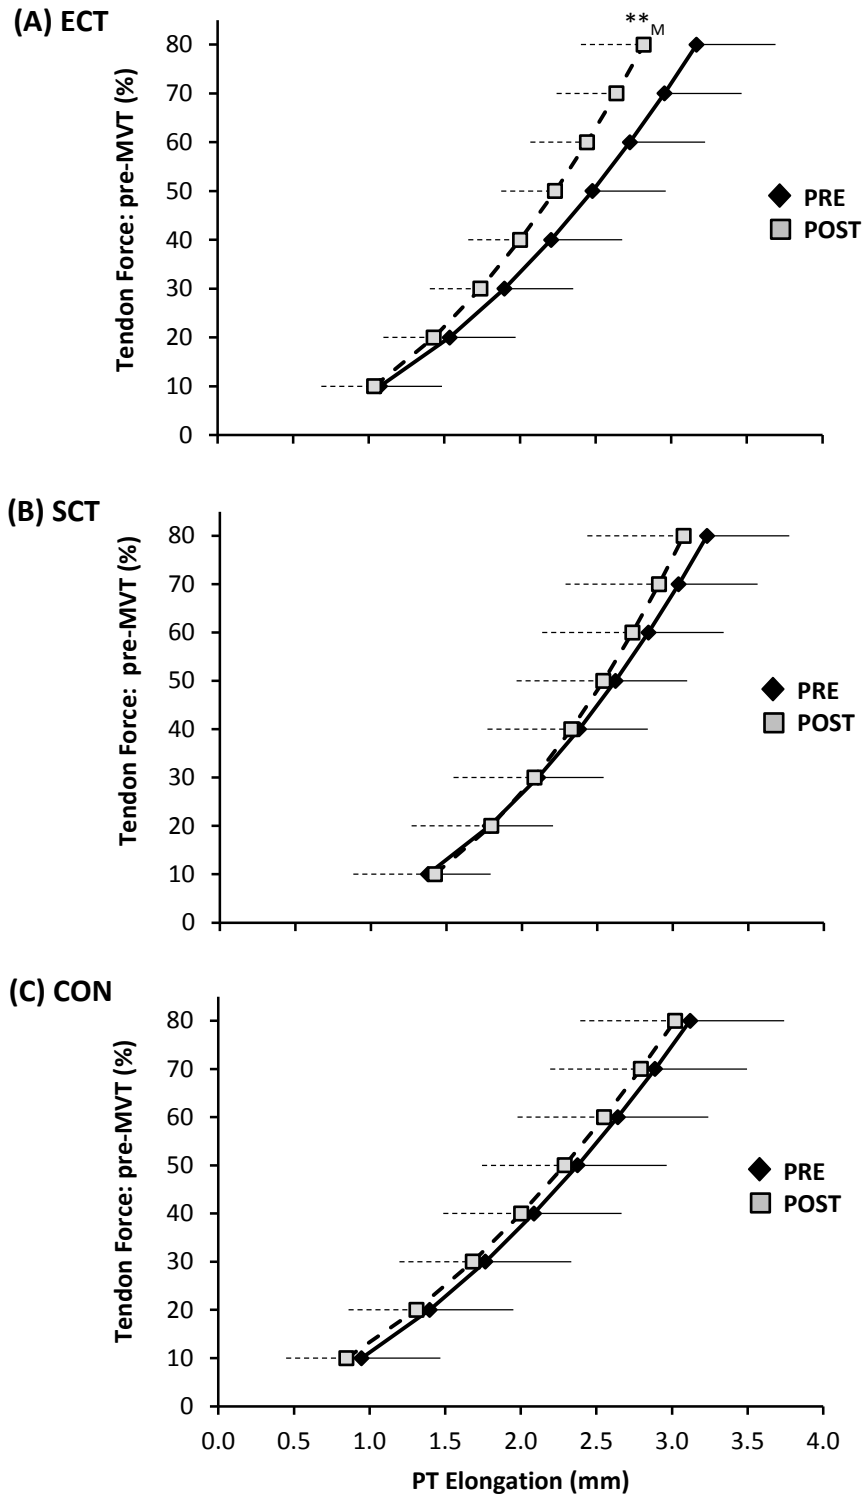 (A) ECT
**M
80
70
60
50
40
30
20
10
0
Tendon Force: pre-MVT (%)
PRE
POST
(B) SCT
80
70
60
50
40
30
20
10
0
Tendon Force: pre-MVT (%)
PRE
POST
(C) CON
80
70
60
50
40
30
20
10
0
Tendon Force: pre-MVT (%)
PRE
POST
0.0 0.5 1.0 1.5 2.0 2.5 3.0 3.5 4.0
PT Elongation (mm)